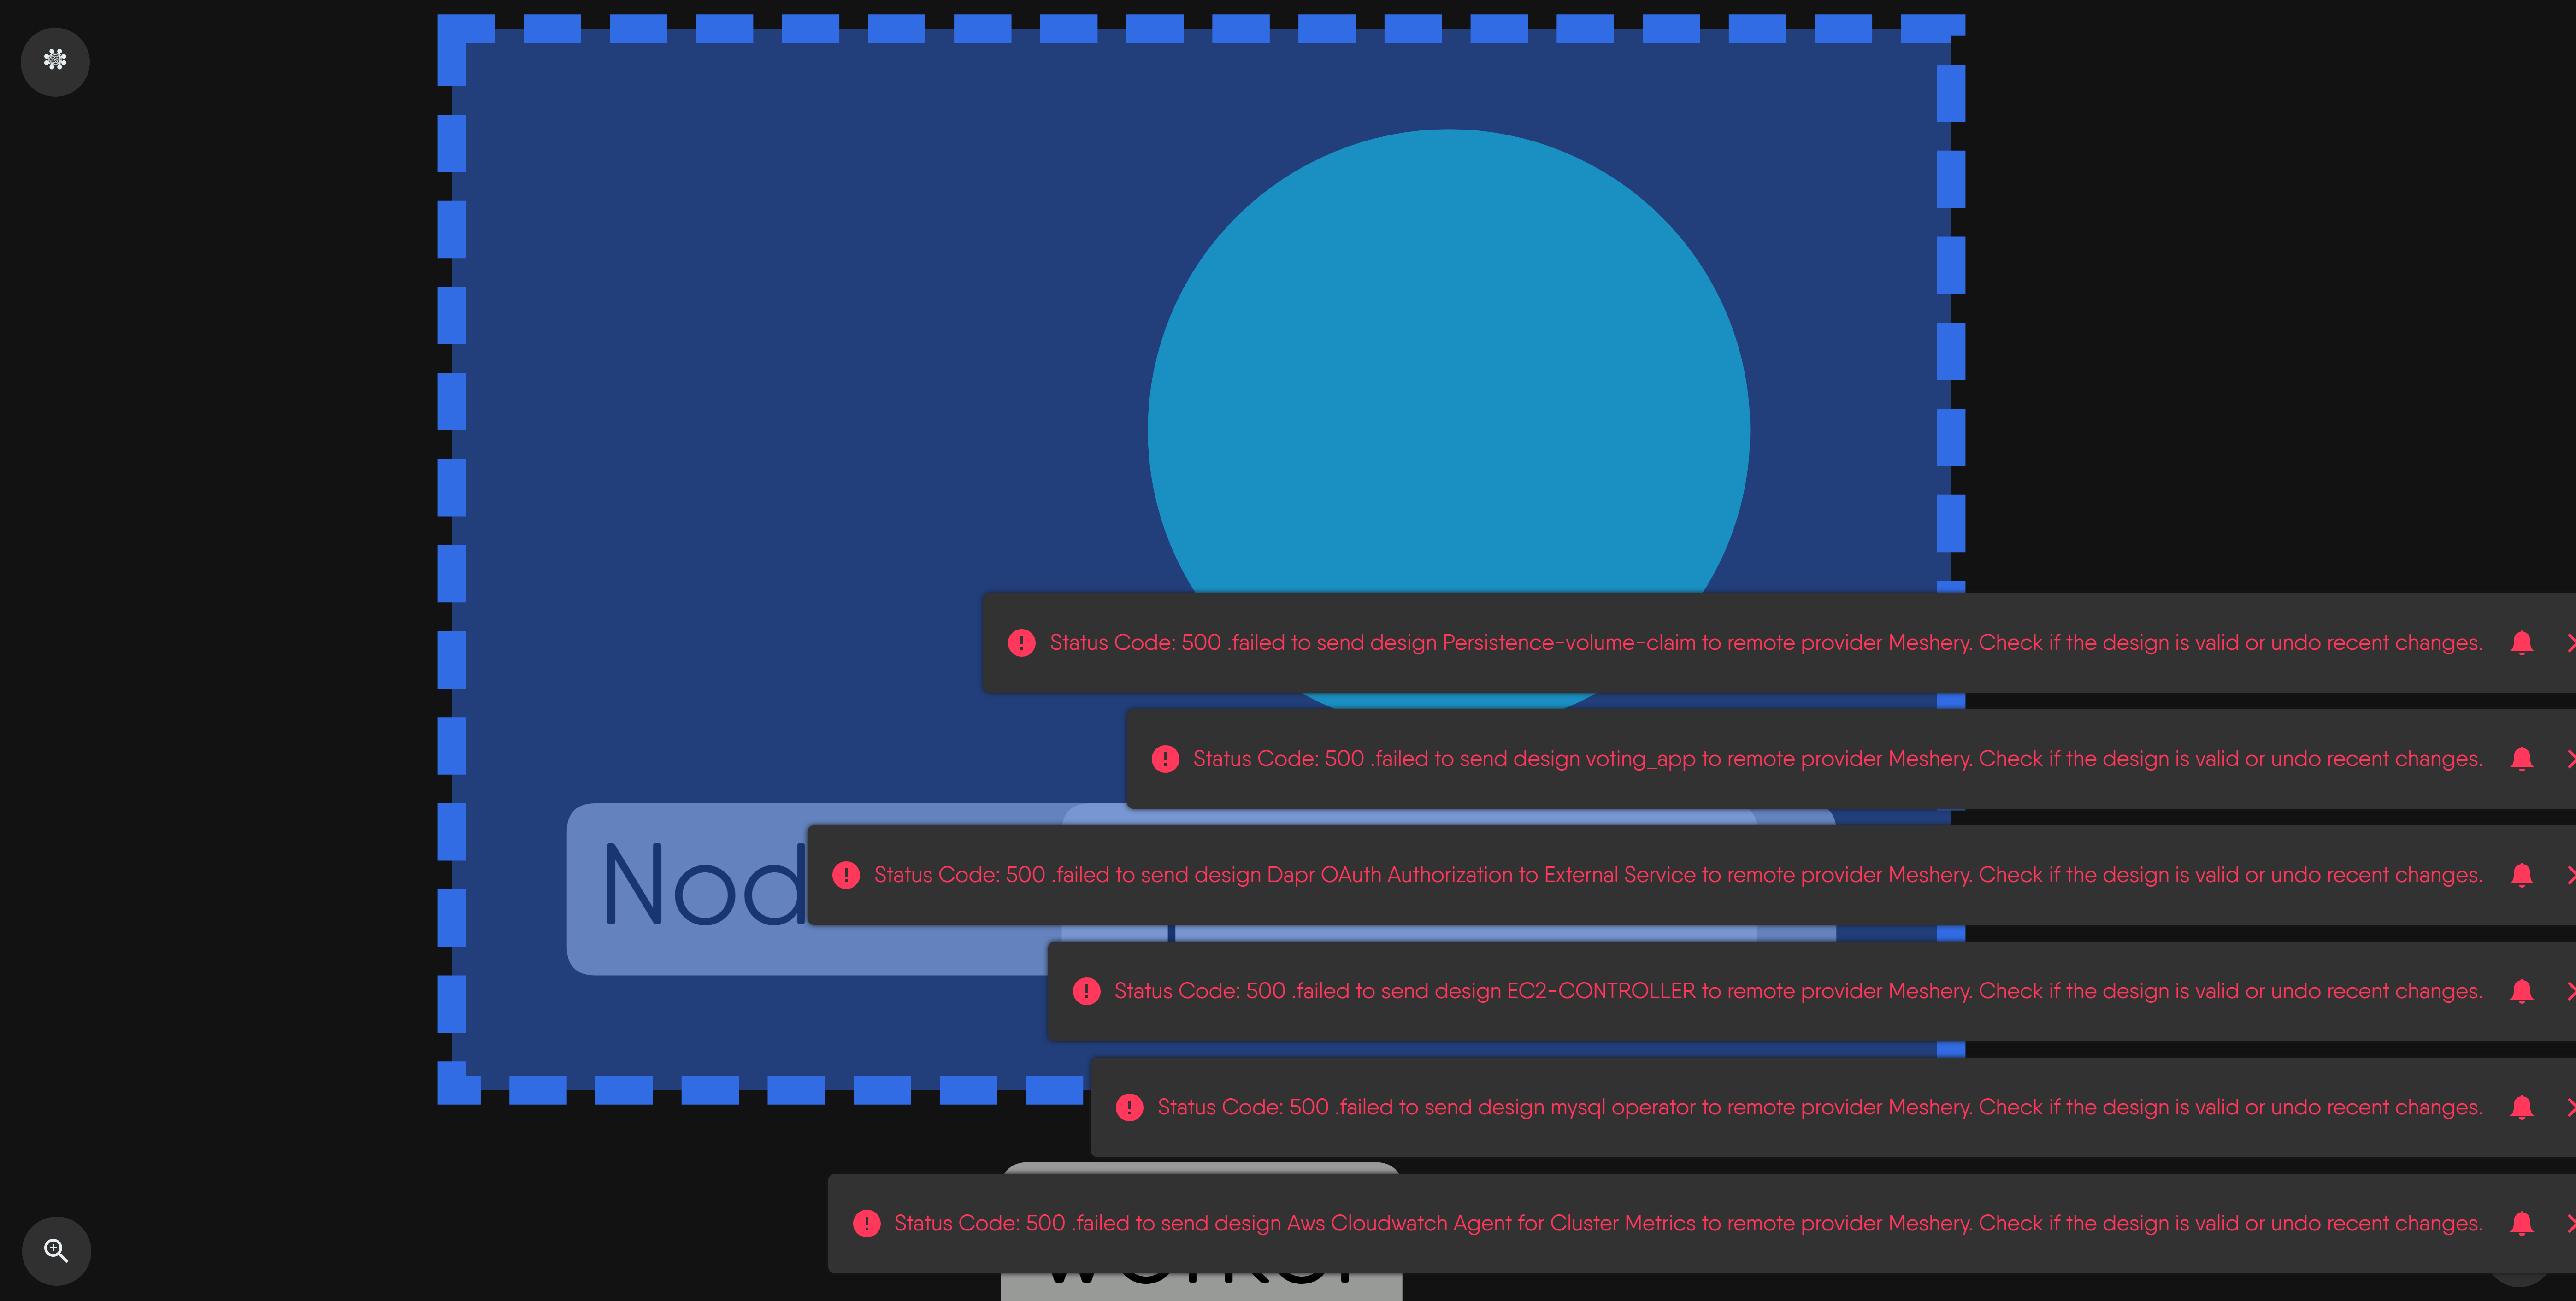 Status Code: 500 .failed to send design Persistence-volume-claim to remote provider Meshery. Check if the design is valid or undo recent changes.
Status Code: 500 .failed to send design voting_app to remote provider Meshery. Check if the design is valid or undo recent changes.
Nod
Status Code: 500 .failed to send design Dapr OAuth Authorization to External Service to remote provider Meshery. Check if the design is valid or undo recent changes.
Status Code: 500 .failed to send design EC2-CONTROLLER to remote provider Meshery. Check if the design is valid or undo recent changes.
Status Code: 500 .failed to send design mysql operator to remote provider Meshery. Check if the design is valid or undo recent changes.
Status Code: 500 .failed to send design Aws Cloudwatch Agent for Cluster Metrics to remote provider Meshery. Check if the design is valid or undo recent changes.